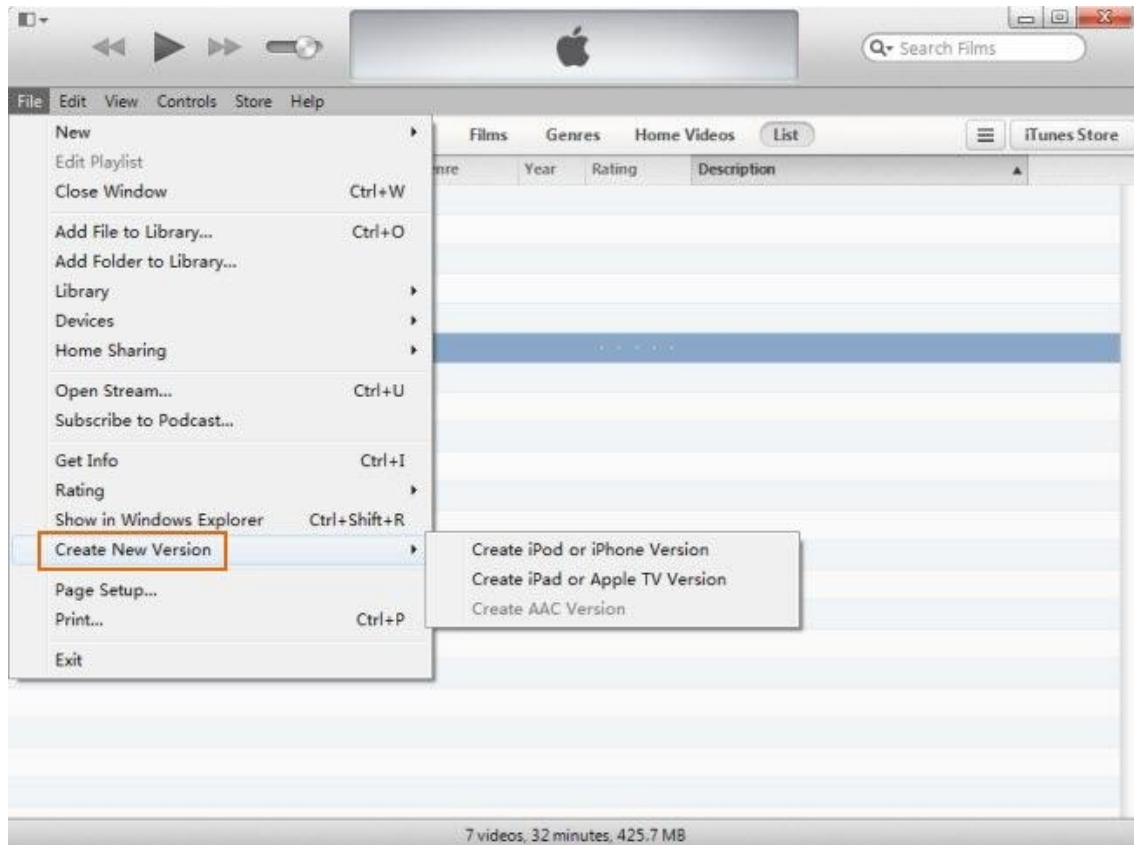 Search Films
File Edit View Controls Store Help
New
Films Genres Home Videos List iTunes Store
Edit Playlist
Year Rating Description
Close Window Ctrl+W
Add File to Library... Ctrl+O
Add Folder to Library...
Library
Devices
Home Sharing
Open Stream... Ctrl+U
Subscribe to Podcast...
Get Info Ctrl+I
Rating
Show in Windows Explorer Ctrl+Shift+R
Create New Version
Create iPod or iPhone Version
Create iPad or Apple TV Version
Create AAC Version
Page Setup...
Print... Ctrl+P
Exit
7 videos, 32 minutes, 425.7 MB